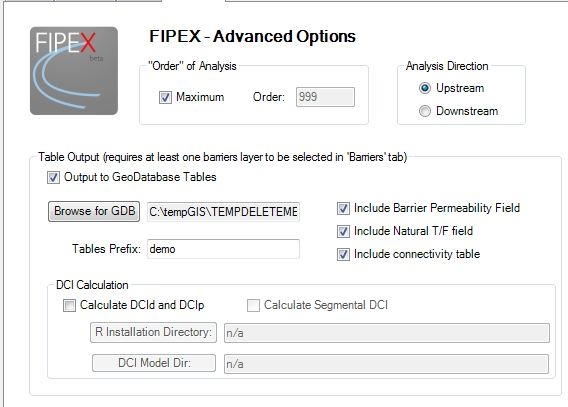 FIPEX
beta
FIPEX - Advanced Options
"Order" of Analysis
Maximum Order: 999
Analysis Direction
Upstream
Downstream
Table Output (requires at least one barriers layer to be selected in 'Barriers' tab)
Output to GeoDatabase Tables
Browse for GDB C:\tempGIS\TEMPDELETEME
Tables Prefix: demo
Include Barrier Permeability Field
Include Natural T/F field
Include connectivity table
DCI Calculation
Calculate DCId and DCIp Calculate Segmental DCI
R Installation Directory: n/a
DCI Model Dir: n/a